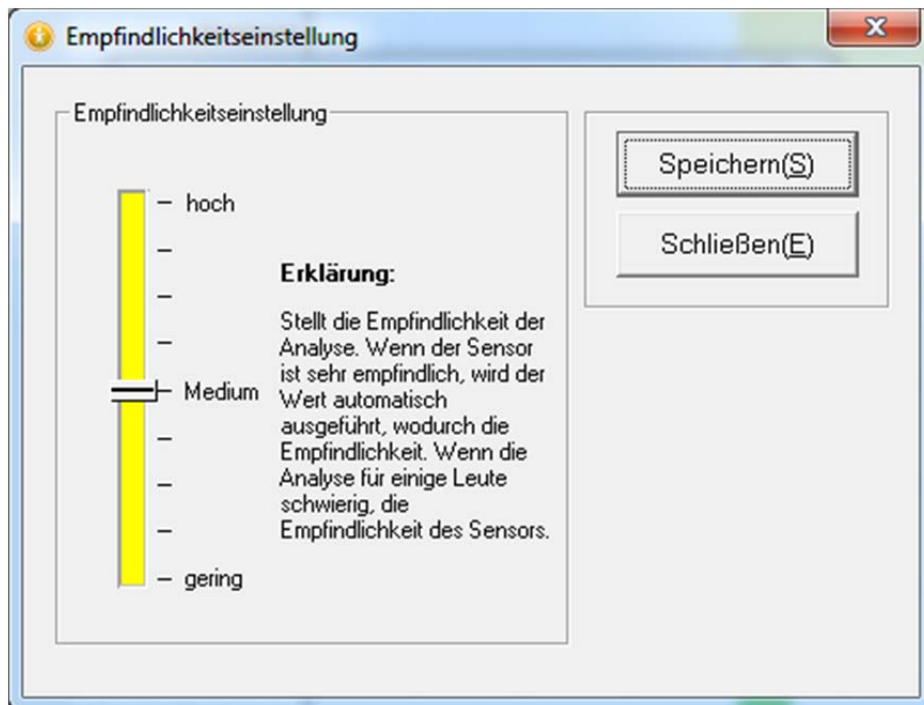 Empfindlichkeitseinstellung
Empfindlichkeitseinstellung
hoch
Medium
gering
Erklärung:
Stellt die Empfindlichkeit der
Analyse. Wenn der Sensor
ist sehr empfindlich, wird der
Wert automatisch
ausgeführt, wodurch die
Empfindlichkeit. Wenn die
Analyse für einige Leute
schwierig, die
Empfindlichkeit des Sensors.
Speichern(S)
Schließen(E)